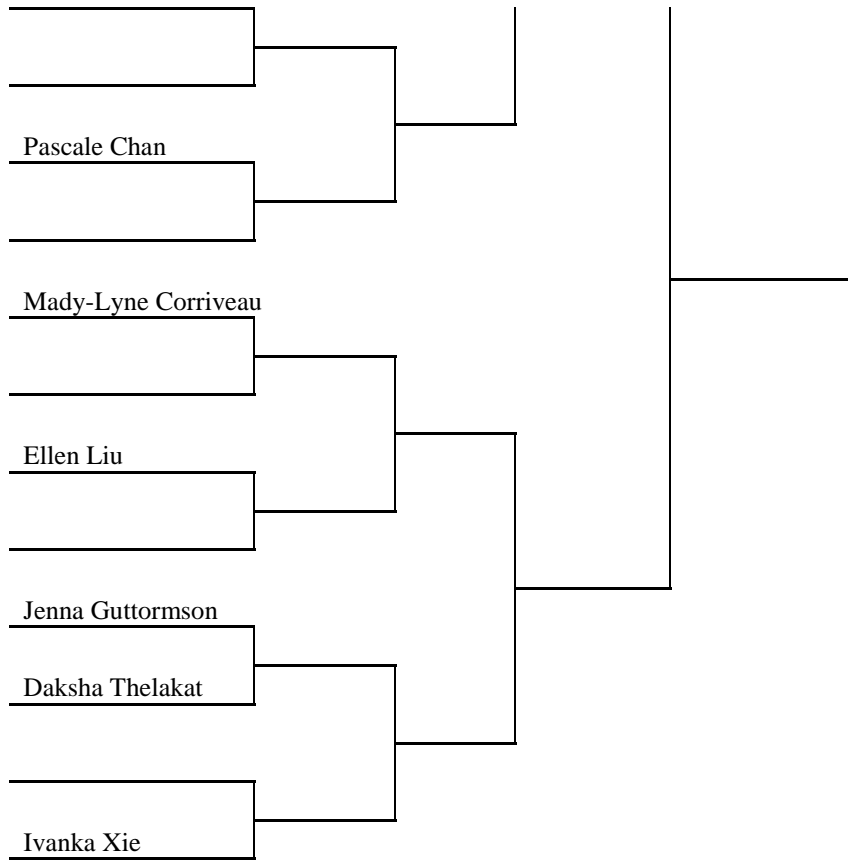 Pascale Chan
Mady-Lyne Corriveau
Ellen Liu
Jenna Guttormson
Daksha Thelakat
Ivanka Xie